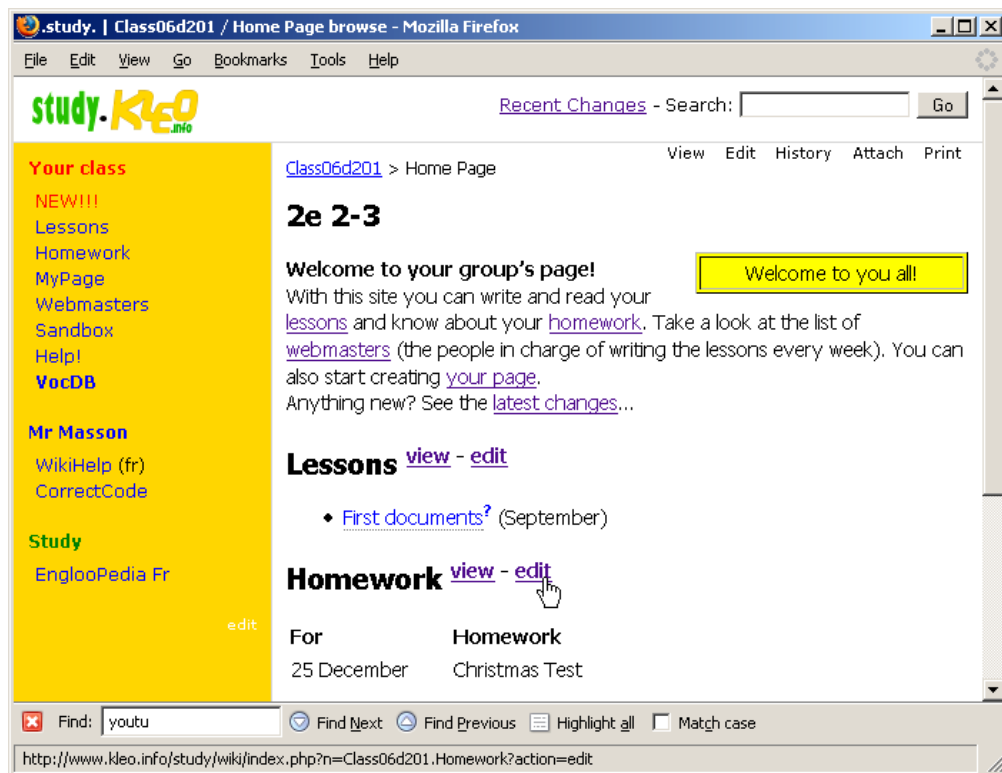 .study. | Class06d201 / Home Page browse - Mozilla Firefox
File Edit View Go Bookmarks Tools Help
study.KLEO.info
Recent Changes - Search: Go
View Edit History Attach Print
Your class
NEW!!!
Lessons
Homework
MyPage
Webmasters
Sandbox
Help!
VocDB
Mr Masson
WikiHelp (fr)
CorrectCode
Study
EnglooPedia Fr
edit
Class06d201 > Home Page
2e 2-3
Welcome to you all!
Welcome to your group's page!
With this site you can write and read your
lessons and know about your homework. Take a look at the list of
webmasters (the people in charge of writing the lessons every week). You can
also start creating your page.
Anything new? See the latest changes...
Lessons view - edit
• First documents? (September)
Homework view - edit
For Homework
25 December Christmas Test
Find: youtu Find Next Find Previous Highlight all Match case
http://www.kleo.info/study/wiki/index.php?n=Class06d201.Homework?action=edit